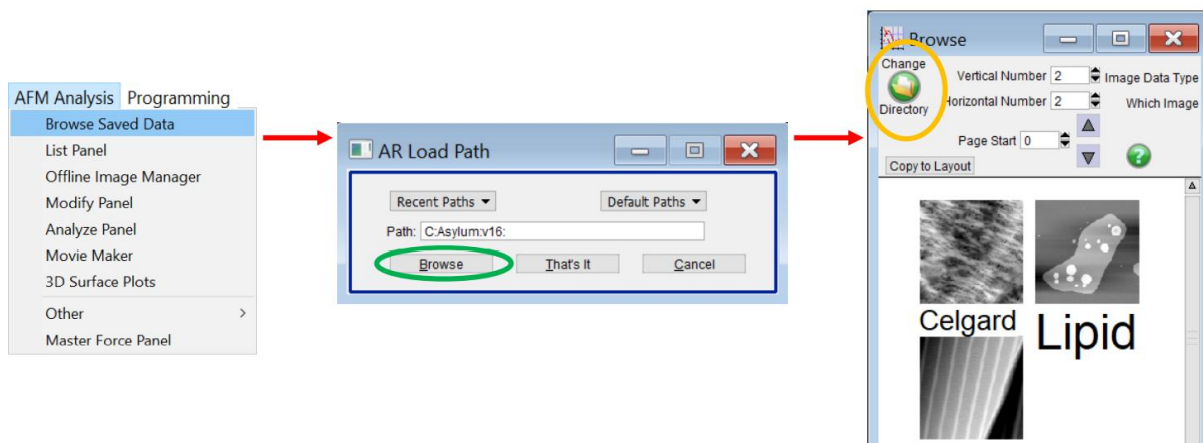 AFM Analysis Programming
Browse Saved Data
List Panel
Offline Image Manager
Modify Panel
Analyze Panel
Movie Maker
3D Surface Plots
Other >
Master Force Panel
AR Load Path
Recent Paths
Default Paths
Path: C:Asylum:v16:
Browse
That's It
Cancel
Browse
Change
Directory
Vertical Number 2
Image Data Type
Horizontal Number 2
Which Image
Page Start 0
Copy to Layout
Celgard
Lipid